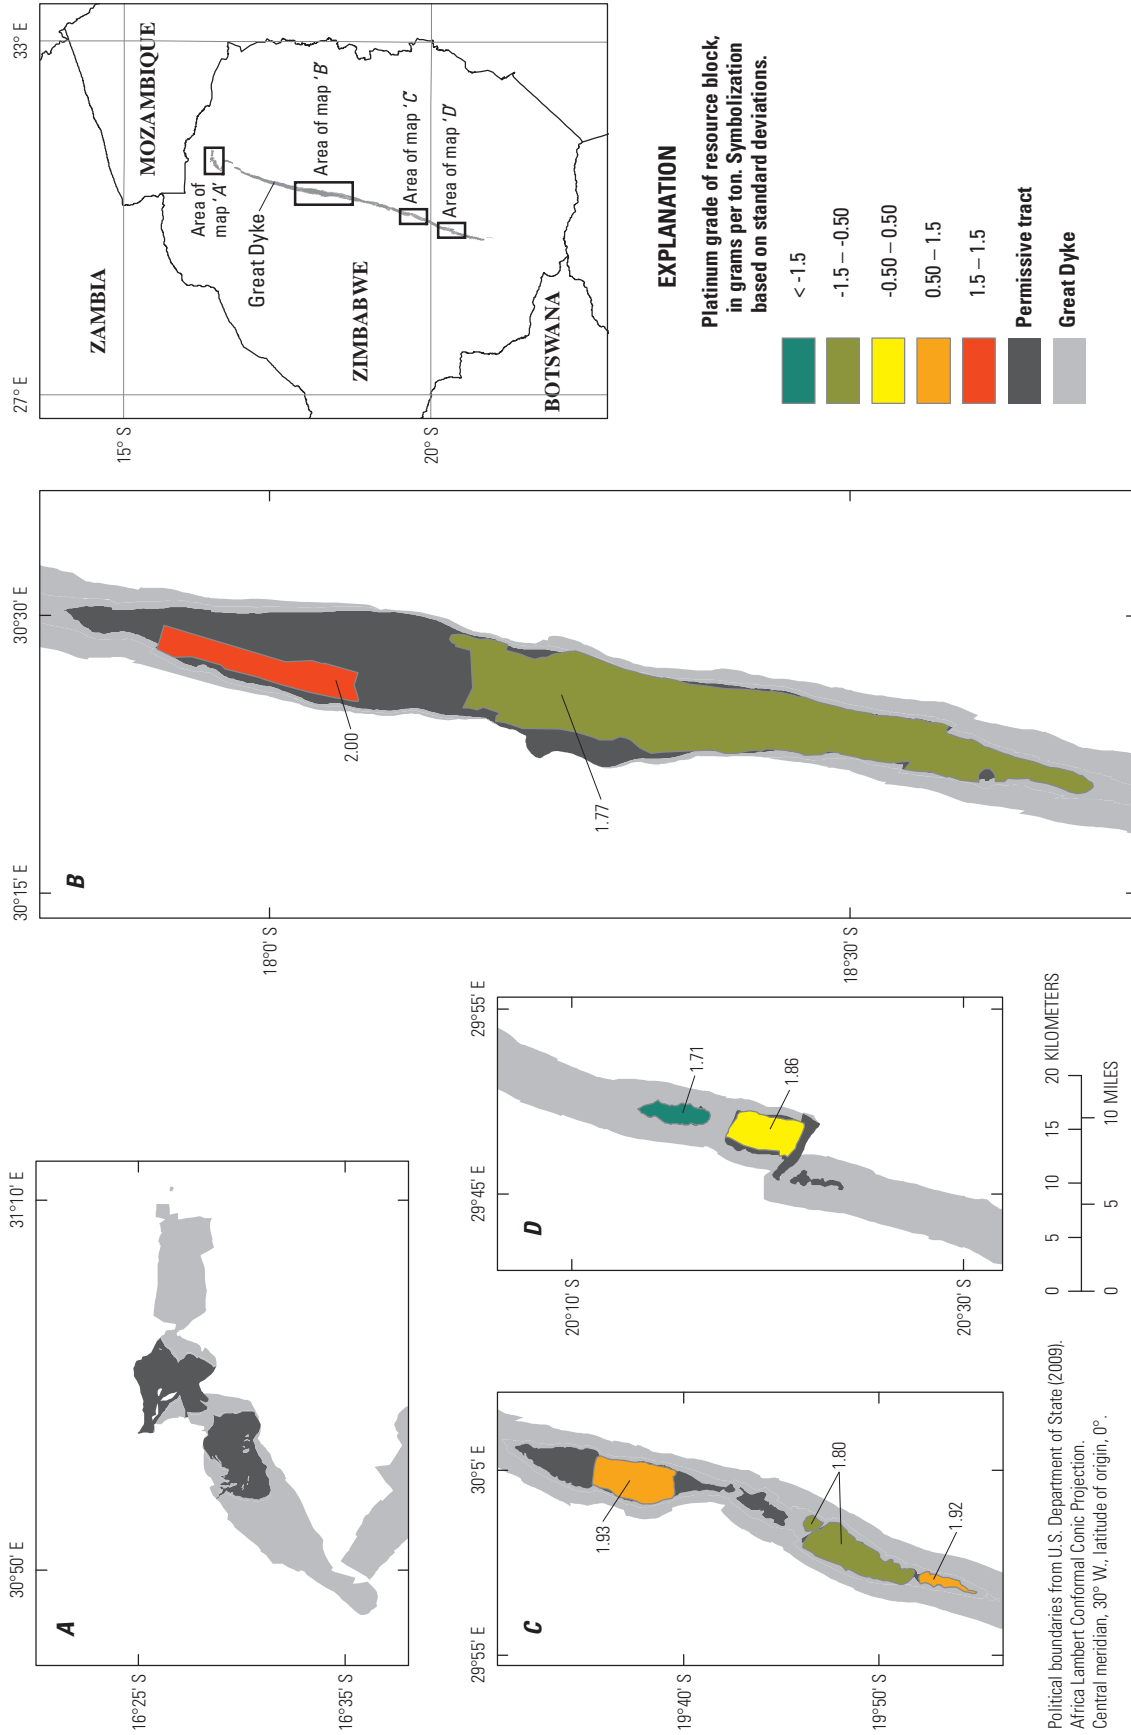 30°50' E
31°10' E
A
16°25' S
16°35' S
30°15' E
30°30' E
B
2.00
1.77
18°0' S
18°30' S
27° E
33° E
ZAMBIA
MOZAMBIQUE
Area of
map 'A'
Great Dyke
Area of map 'B'
ZIMBABWE
Area of map 'C'
Area of map 'D'
BOTSWANA
15° S
20° S
29°55' E
30°5' E
C
1.93
1.80
1.92
19°40' S
19°50' S
29°45' E
29°55' E
D
1.71
1.86
20°10' S
20°30' S
EXPLANATION
Platinum grade of resource block,
in grams per ton. Symbolization
based on standard deviations.
< -1.5
-1.5 – -0.50
-0.50 – 0.50
0.50 – 1.5
1.5 – 1.5
Permissive tract
Great Dyke
0 5 10 15 20 KILOMETERS
0 5 10 MILES
Political boundaries from U.S. Department of State (2009).
Africa Lambert Conformal Conic Projection.
Central meridian, 30° W., latitude of origin, 0°.